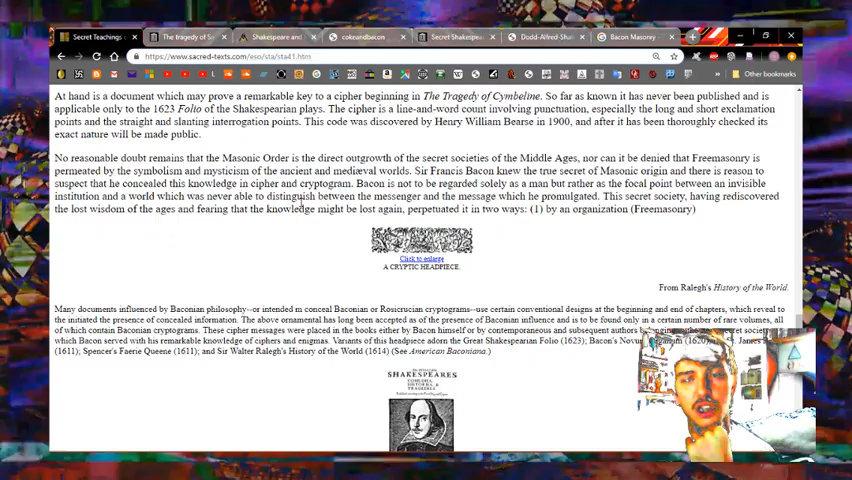 Secret Teachings
The tragedy of S
Shakespeare and
cokeandbacon
Secret Shakespea
Dodd-Alfred-Shak
Bacon Masonry
https://www.sacred-texts.com/eso/sta/sta41.htm
Other bookmarks
At hand is a document which may prove a remarkable key to a cipher beginning in The Tragedy of Cymbeline. So far as known it has never been published and is
applicable only to the 1623 Folio of the Shakespearian plays. The cipher is a line-and-word count involving punctuation, especially the long and short exclamation
points and the straight and slanting interrogation points. This code was discovered by Henry William Bearse in 1900, and after it has been thoroughly checked its
exact nature will be made public.
No reasonable doubt remains that the Masonic Order is the direct outgrowth of the secret societies of the Middle Ages, nor can it be denied that Freemasonry is
permeated by the symbolism and mysticism of the ancient and mediæval worlds. Sir Francis Bacon knew the true secret of Masonic origin and there is reason to
suspect that he concealed this knowledge in cipher and cryptogram. Bacon is not to be regarded solely as a man but rather as the focal point between an invisible
institution and a world which was never able to distinguish between the messenger and the message which he promulgated. This secret society, having rediscovered
the lost wisdom of the ages and fearing that the knowledge might be lost again, perpetuated it in two ways: (1) by an organization (Freemasonry)
Click to enlarge
A CRYPTIC HEADPIECE.
From Ralegh's History of the World.
Many documents influenced by Baconian philosophy--or intended m conceal Baconian or Rosicrucian cryptograms--use certain conventional designs at the beginning and end of chapters, which reveal to
the initiated the presence of concealed information. The above ornamental has long been accepted as of the presence of Baconian influence and is to be found only in a certain number of rare volumes, all
of which contain Baconian cryptograms. These cipher messages were placed in the books either by Bacon himself or by contemporaneous and subsequent authors belonging secret society
which Bacon served with his remarkable knowledge of ciphers and enigmas. Variants of this headpiece adorn the Great Shakespearian Folio (1623); Bacon's Novum Organum (1620);
(1611); Spencer's Faerie Queene (1611); and Sir Walter Ralegh's History of the World (1614) (See American Baconiana.)
SHAKESPEARES
COMEDIES,
HISTORIES, &
TRAGEDIES.